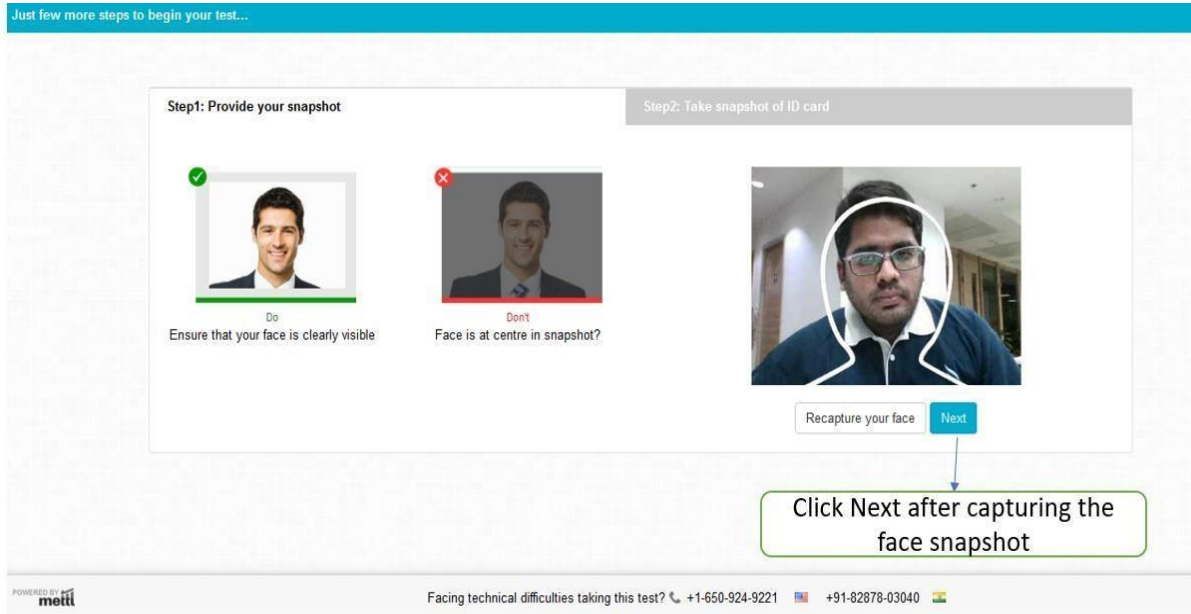 Just few more steps to begin your test...
Step1: Provide your snapshot
Step2: Take snapshot of ID card
Do
Ensure that your face is clearly visible
Don't
Face is at centre in snapshot?
Recapture your face
Next
Click Next after capturing the
face snapshot
POWERED BY
mettl
Facing technical difficulties taking this test? +1-650-924-9221 +91-82878-03040